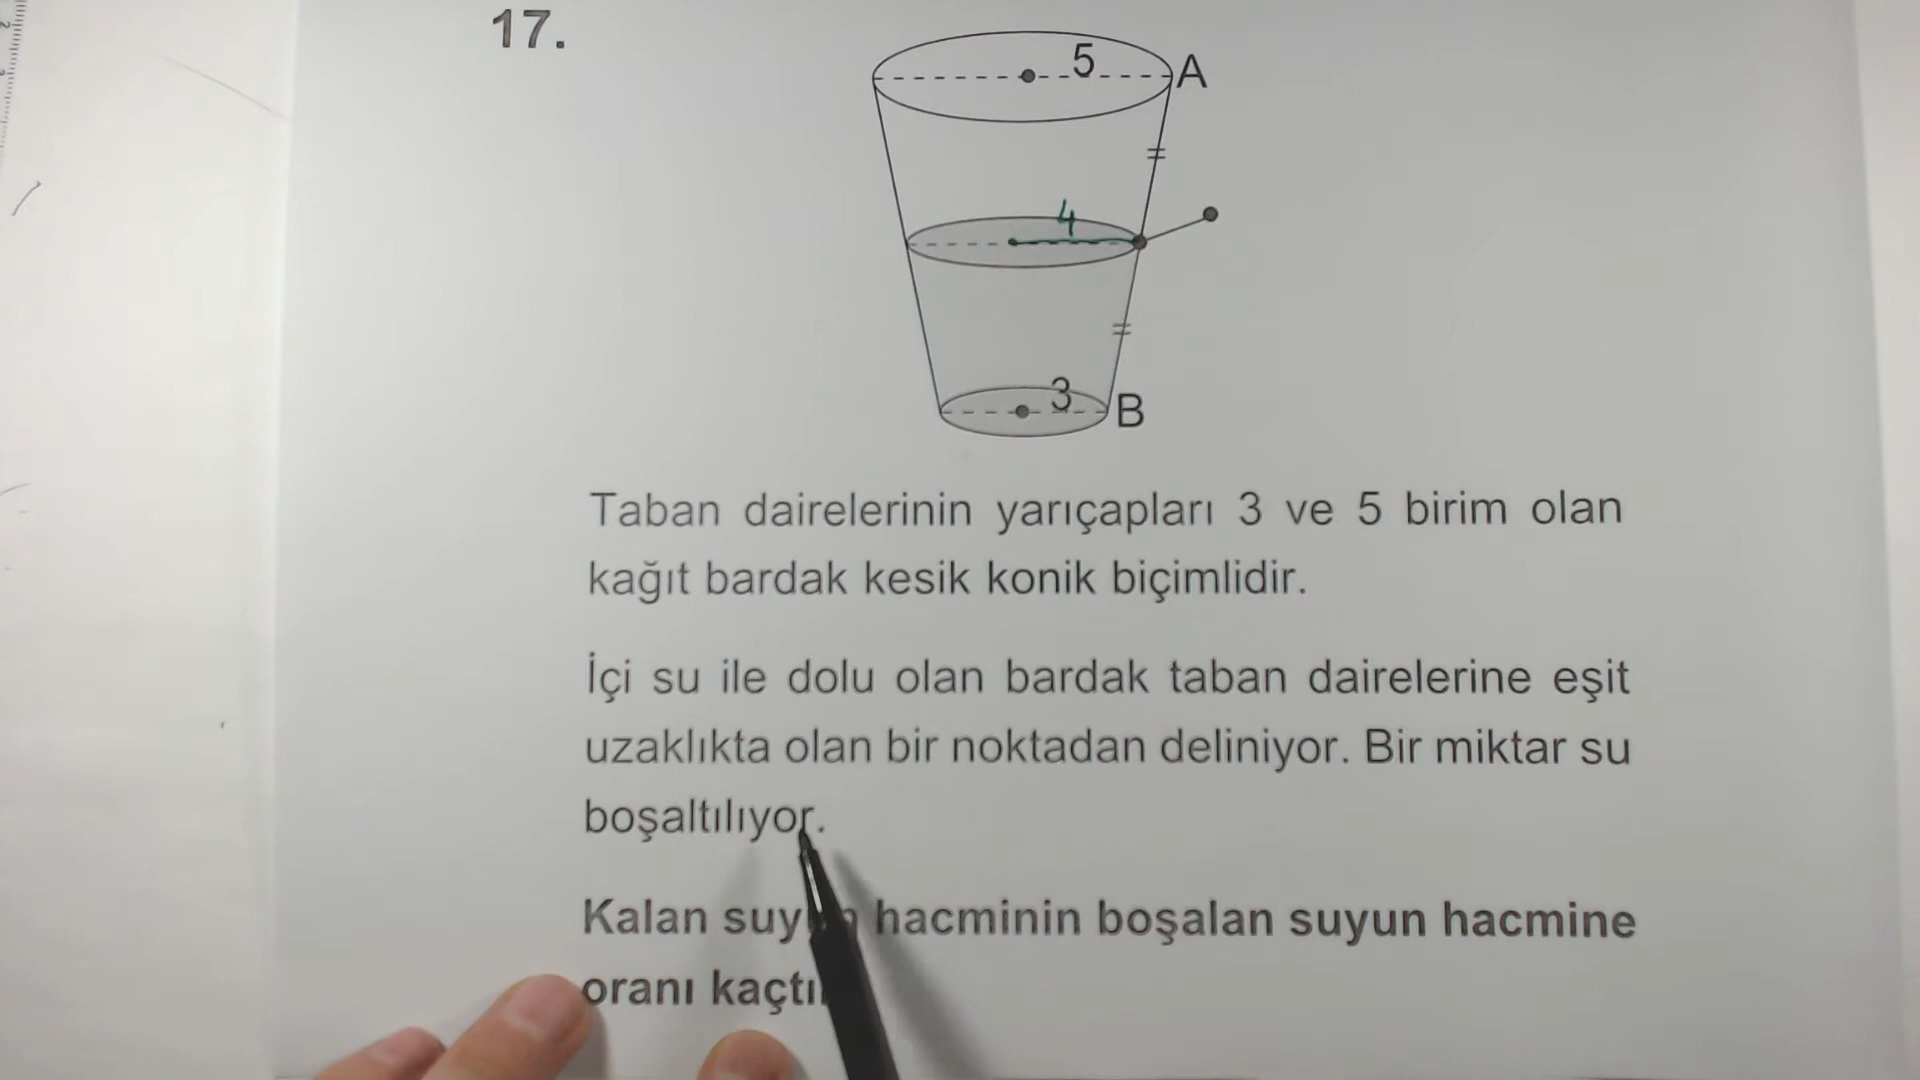 17.
5 A
4
3 B
Taban dairelerinin yarıçapları 3 ve 5 birim olan
kağıt bardak kesik konik biçimlidir.
İçi su ile dolu olan bardak taban dairelerine eşit
uzaklıkta olan bir noktadan deliniyor. Bir miktar su
boşaltılıyor.
Kalan hacminin boşalan suyun hacmine
oranı